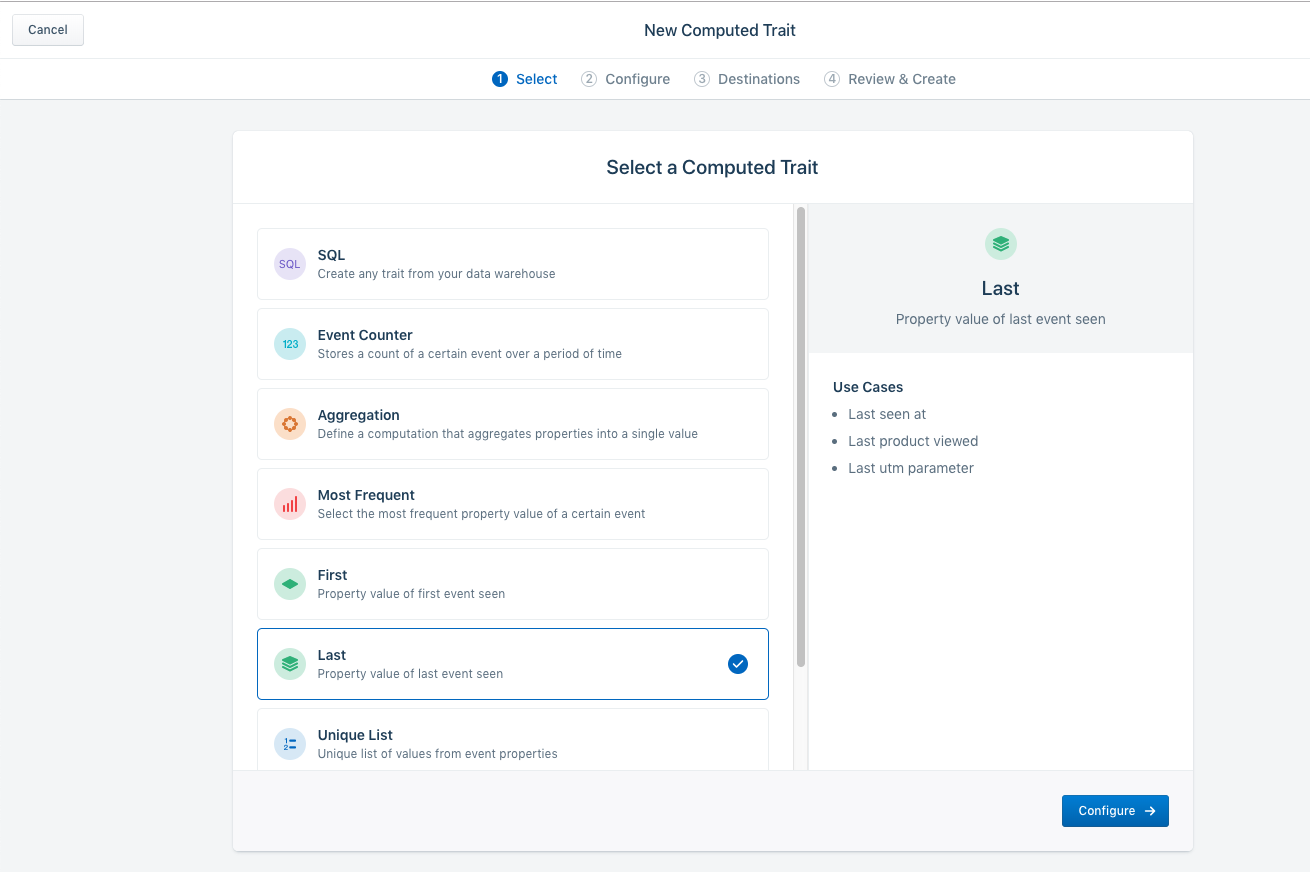 Cancel
New Computed Trait
1 Select 2 Configure 3 Destinations 4 Review & Create
Select a Computed Trait
SQL
SQL
Create any trait from your data warehouse
123
Event Counter
Stores a count of a certain event over a period of time
Aggregation
Define a computation that aggregates properties into a single value
Most Frequent
Select the most frequent property value of a certain event
First
Property value of first event seen
Last
Property value of last event seen
1
2
Unique List
Unique list of values from event properties
Last
Property value of last event seen
Use Cases
• Last seen at
• Last product viewed
• Last utm parameter
Configure →